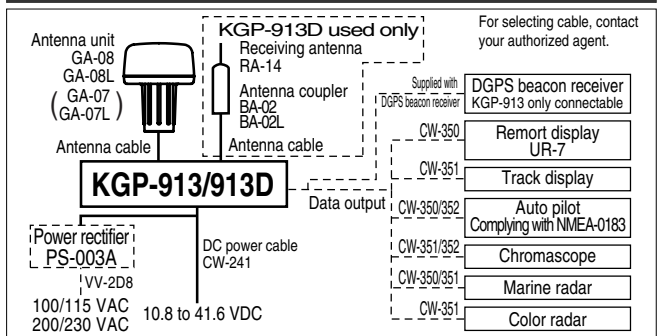 KGP-913D used only
For selecting cable, contact
your authorized agent.
Antenna unit
GA-08
GA-08L
(GA-07
GA-07L)
Receiving antenna
RA-14
Antenna coupler
BA-02
BA-02L
Antenna cable
Antenna cable
Supplied with
DGPS beacon receiver
DGPS beacon receiver
KGP-913 only connectable
CW-350
Remort display
UR-7
CW-351
Track display
KGP-913/913D
Data output
CW-350/352
Auto pilot
Complying with NMEA-0183
CW-351/352
Chromascope
CW-350/351
Marine radar
CW-351
Color radar
Power rectifier
PS-003A
VV-2D8
100/115 VAC
200/230 VAC
DC power cable
CW-241
10.8 to 41.6 VDC